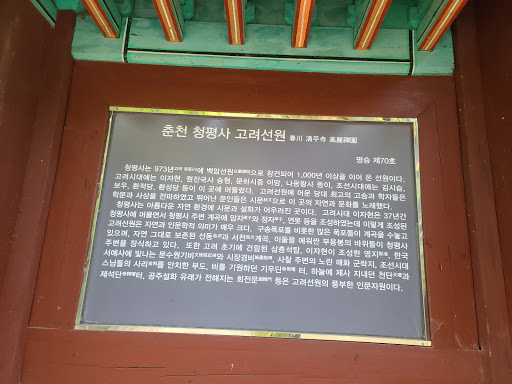 춘천 청평사 고려선원 春川 淸平寺 高麗禪園
명승 제70호
청평사는 973년에 백암선원으로 창건되어 1,000년 이상을 이어 온 선원이다.
고려시대에는 이자현, 원진국사 승형, 문하시중 이암, 나옹왕사 등이, 조선시대에는 김시습,
보우, 환적당, 환성당 등이 이 곳에 머물렀다. 고려선원에 머문 당대 최고의 고승과 학자들은
학문과 사상을 전파하였고 뛰어난 문인들은 시문으로 이 곳의 자연과 문화를 노래했다.
청평사는 아름다운 자연 환경에 시문과 설화가 어우러진 곳이다. 고려시대 이자현은 37년간
청평사에 머물면서 청평사 주변 계곡에 암자와 정자, 연못 등을 조성하였는데 이렇게 조성된
고려선원은 자연과 인문학적 의미가 매우 크다. 구송폭포를 비롯한 많은 폭포들이 계곡을 수놓고
있으며, 자연 그대로 보존된 선동과 서천계곡, 이들을 에워싼 부용봉의 바위들이 청평사
주변을 장식하고 있다. 또한 고려 초기에 건립된 삼층석탑, 이자현이 조성한 영지, 한국
서예사에 빛나는 문수원기비와 시장경비, 사찰 주변의 노란 매화 군락지, 조선시대
스님들의 사리를 안치한 부도, 비를 기원하던 기우단 터, 하늘에 제사 지내던 천단과
제석단, 공주설화 유래가 전해지는 회전문 등은 고려선원의 풍부한 인문자원이다.